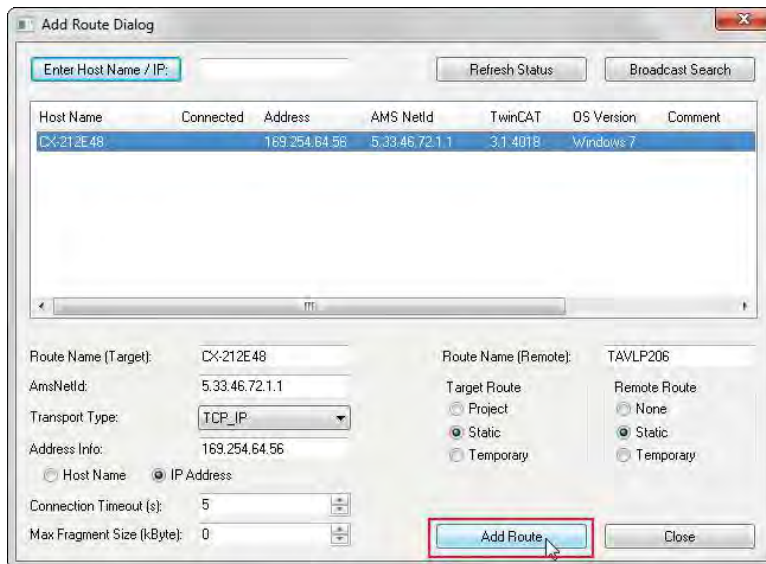 Add Route Dialog
Enter Host Name / IP: Refresh Status Broadcast Search
Host Name Connected Address AMS NetId TwinCAT OS Version Comment
CX-212E48 169.254.64.56 5.33.46.72.1.1 3.1.4018 Windows 7
Route Name (Target): CX-212E48 Route Name (Remote): TAVLP206
AmsNetId: 5.33.46.72.1.1 Target Route Remote Route
Transport Type: TCP_IP Project None
Address Info: 169.254.64.56 Static Static
Host Name IP Address Temporary Temporary
Connection Timeout (s): 5
Max Fragment Size (kByte): 0 Add Route Close